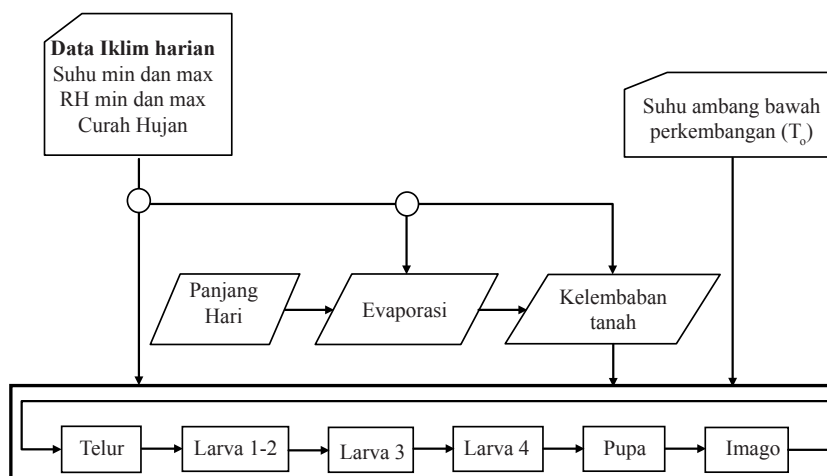 Data Iklim harian
Suhu min dan max
RH min dan max
Curah Hujan
Suhu ambang bawah
perkembangan (To)
Panjang
Hari
Evaporasi
Kelembaban
tanah
Telur
Larva 1-2
Larva 3
Larva 4
Pupa
Imago